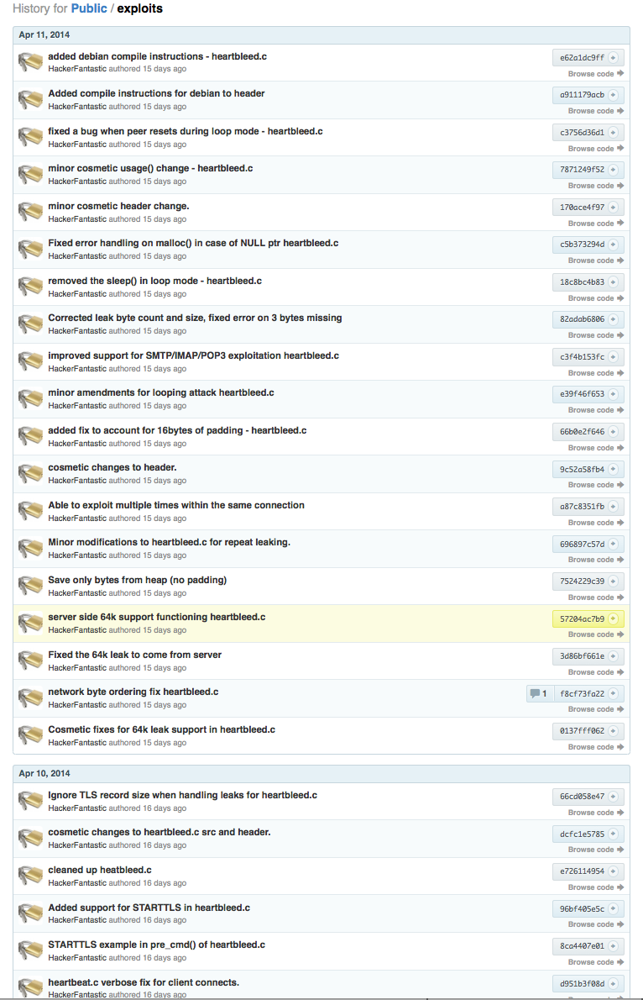 History for Public / exploits
Apr 11, 2014
added debian compile instructions - heartbleed.c
e62a1dc9ff
HackerFantastic authored 15 days ago
Browse code
Added compile instructions for debian to header
a911179acb
HackerFantastic authored 15 days ago
Browse code
fixed a bug when peer resets during loop mode - heartbleed.c
c3756d36d1
HackerFantastic authored 15 days ago
Browse code
minor cosmetic usage() change - heartbleed.c
7871249f52
HackerFantastic authored 15 days ago
Browse code
minor cosmetic header change.
170ace4f97
HackerFantastic authored 15 days ago
Browse code
Fixed error handling on malloc() in case of NULL ptr heartbleed.c
c5b373294d
HackerFantastic authored 15 days ago
Browse code
removed the sleep() in loop mode - heartbleed.c
18c8bc4b83
HackerFantastic authored 15 days ago
Browse code
Corrected leak byte count and size, fixed error on 3 bytes missing
82adab6806
HackerFantastic authored 15 days ago
Browse code
improved support for SMTP/IMAP/POP3 exploitation heartbleed.c
c3f4b153fc
HackerFantastic authored 15 days ago
Browse code
minor amendments for looping attack heartbleed.c
e39f46f653
HackerFantastic authored 15 days ago
Browse code
added fix to account for 16bytes of padding - heartbleed.c
66b0e2f646
HackerFantastic authored 15 days ago
Browse code
cosmetic changes to header.
9c52a58fb4
HackerFantastic authored 15 days ago
Browse code
Able to exploit multiple times within the same connection
a87c8351fb
HackerFantastic authored 15 days ago
Browse code
Minor modifications to heartbleed.c for repeat leaking.
696897c57d
HackerFantastic authored 15 days ago
Browse code
Save only bytes from heap (no padding)
7524229c39
HackerFantastic authored 15 days ago
Browse code
server side 64k support functioning heartbleed.c
57204ac7b9
HackerFantastic authored 15 days ago
Browse code
Fixed the 64k leak to come from server
3d86bf661e
HackerFantastic authored 15 days ago
Browse code
network byte ordering fix heartbleed.c
1 f8cf73fa22
HackerFantastic authored 15 days ago
Browse code
Cosmetic fixes for 64k leak support in heartbleed.c
0137fff062
HackerFantastic authored 15 days ago
Browse code
Apr 10, 2014
Ignore TLS record size when handling leaks for heartbleed.c
66cd058e47
HackerFantastic authored 16 days ago
Browse code
cosmetic changes to heartbleed.c src and header.
dcfc1e5785
HackerFantastic authored 16 days ago
Browse code
cleaned up heatbleed.c
e726114954
HackerFantastic authored 16 days ago
Browse code
Added support for STARTTLS in heartbleed.c
96bf405e5c
HackerFantastic authored 16 days ago
Browse code
STARTTLS example in pre_cmd() of heartbleed.c
8ca4407e01
HackerFantastic authored 16 days ago
Browse code
heartbeat.c verbose fix for client connects.
d951b3f08d
HackerFantastic authored 16 days ago